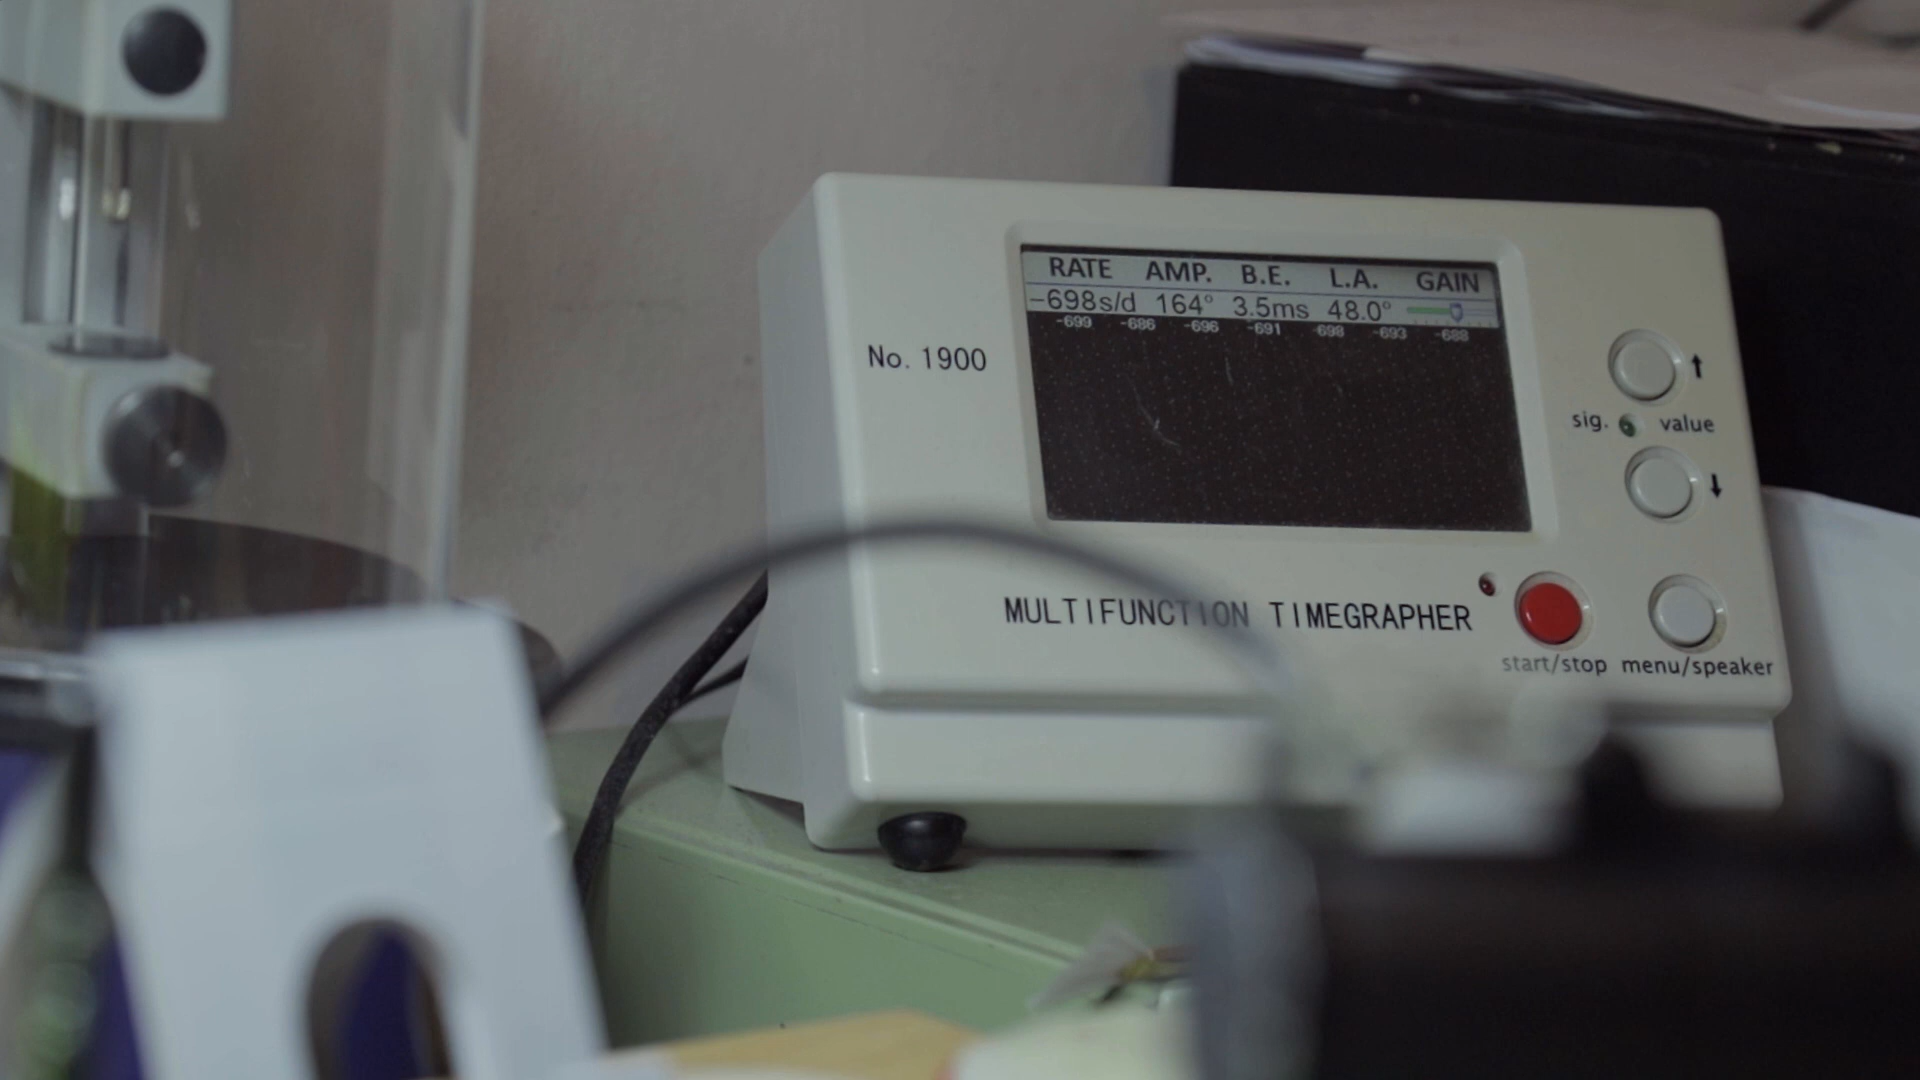 RATE AMP. B.E. L.A. GAIN
-698s/d 164° 3.5ms 48.0°
-699 -686 -696 -691 -698 -693 -688
No. 1900
↑
sig. value
↓
MULTIFUNCTION TIMEGRAPHER
start/stop menu/speaker